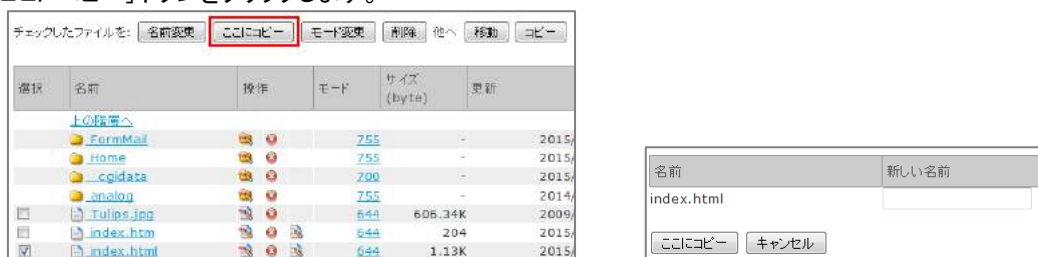 チェックしたファイルを: 名前変更 ここにコピー モード変更 削除 他へ 移動 コピー
選択 名前 操作 モード サイズ (byte) 更新
上の階層へ
FormMail 755 - 2015/
Home 755 - 2015/
cgidata 700 - 2015/
analog 755 - 2014/
Tulips.jpg 644 606.34K 2009/
index.htm 644 204 2015/
index.html 644 1.13K 2015/
名前 新しい名前
index.html
ここにコピー キャンセル